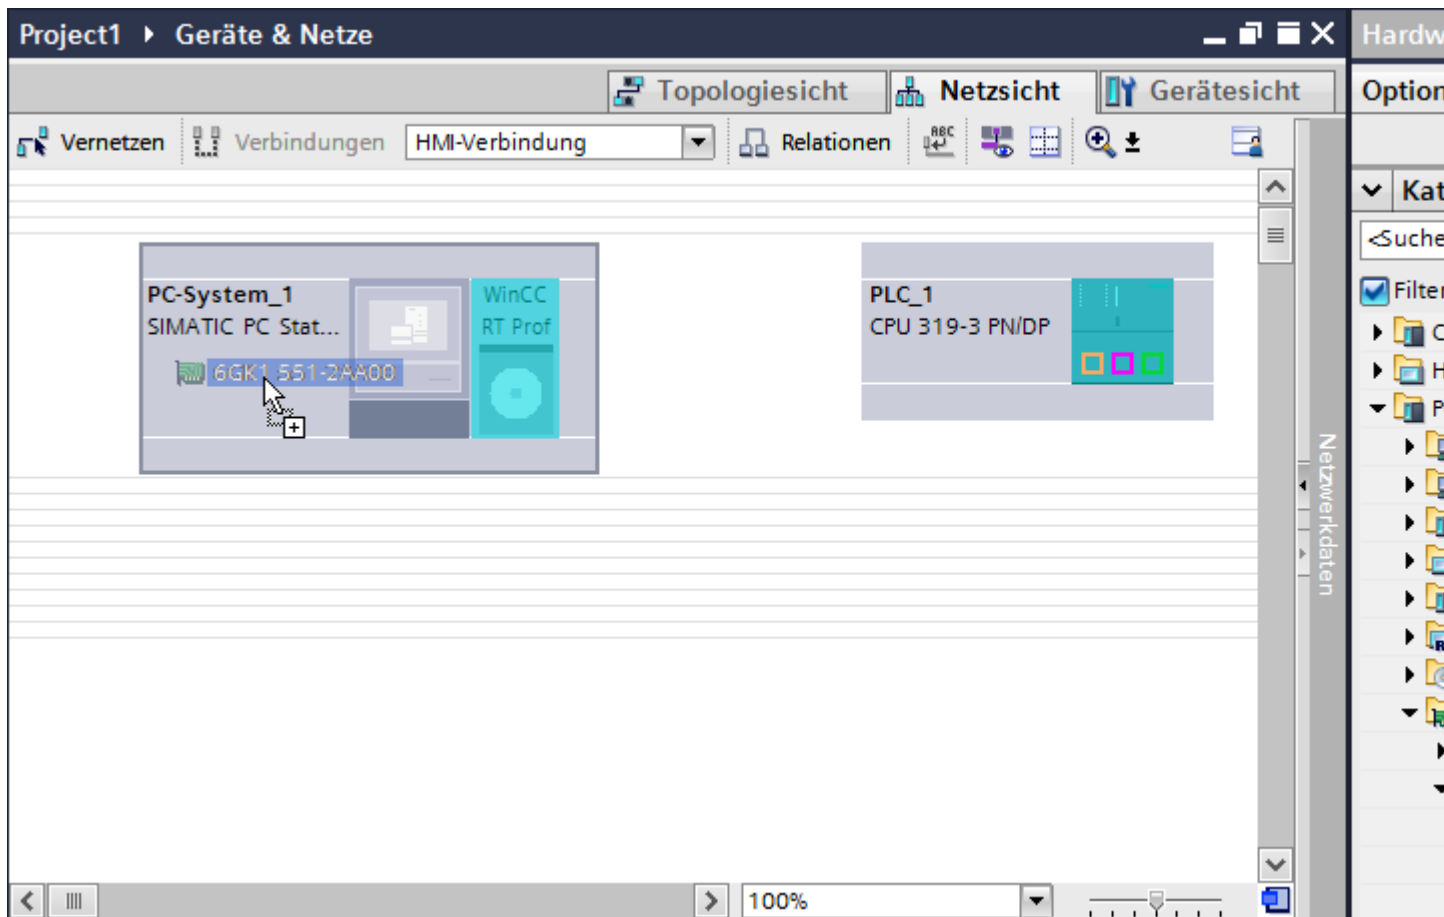 Project1 ▸ Geräte & Netze
Hardw
Topologiesicht
Netzsicht
Gerätesicht
Option
Vernetzen
Verbindungen
HMI-Verbindung
Relationen
ABC
Kat
<Suche
Filter
PC-System_1
SIMATIC PC Stat...
WinCC
RT Prof
6GK1 551-2AA00
PLC_1
CPU 319-3 PN/DP
C
H
P
Netzwerkdaten
100%